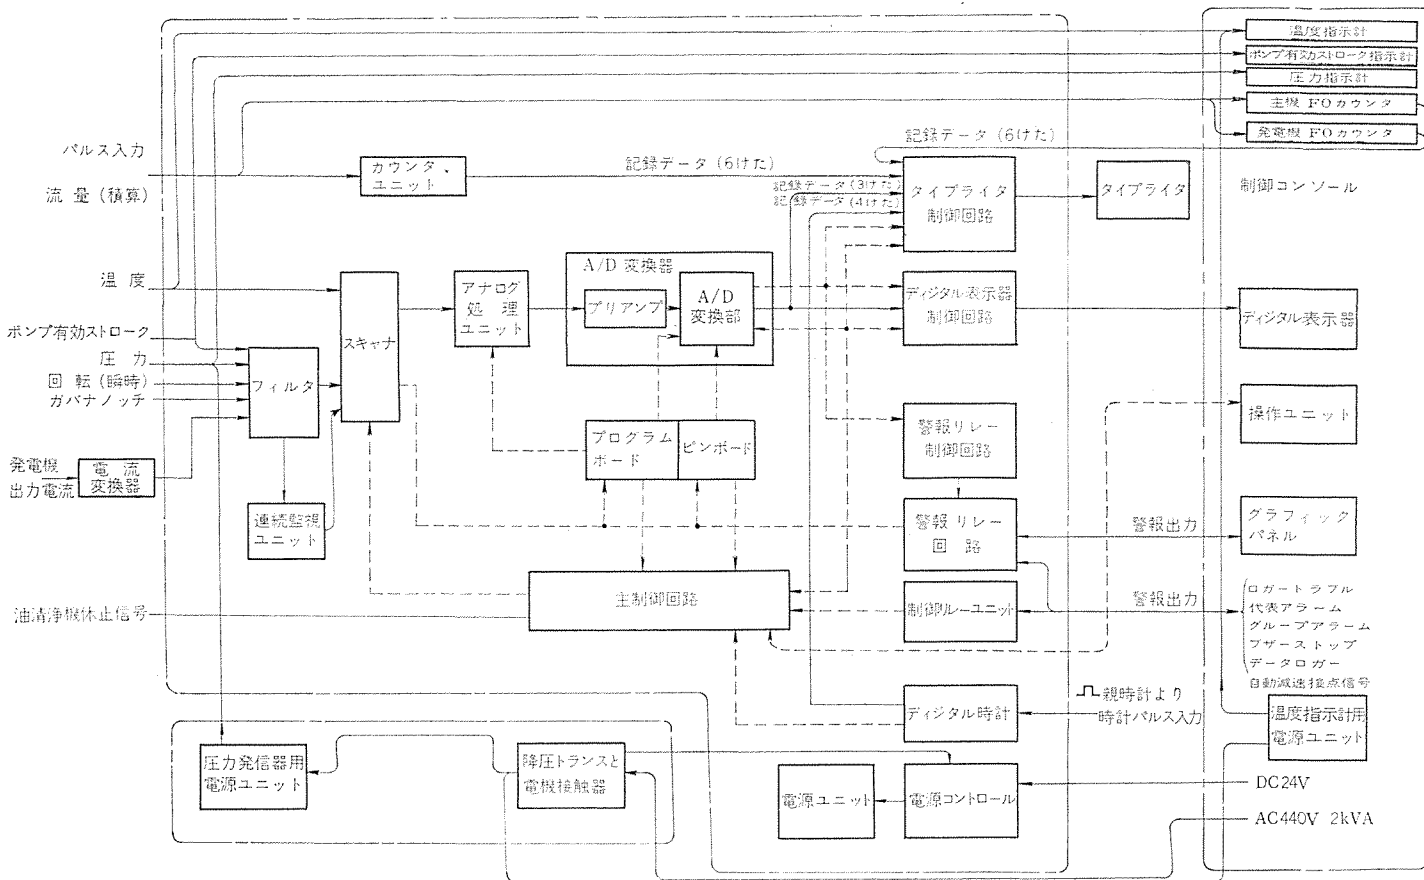 温度指示計
ポンプ有効ストローク指示計
圧力指示計
主機 FOカウンタ
発電機 FOカウンタ
記録データ (6けた)
パルス入力
カウンタ、
ユニット
記録データ (6けた)
流量 (積算)
記録データ (3けた)
記録データ (4けた)
タイプライタ
制御回路
タイプライタ
制御コンソール
温度
スキャナ
アナログ
処理
ユニット
A/D 変換器
プリアンプ
A/D
変換部
ディジタル表示器
制御回路
ディジタル表示器
ポンプ有効ストローク
圧力
回転 (瞬時)
ガバナノッチ
フィルタ
発電機
出力電流
電流
変換器
連続監視
ユニット
プログラム
ボード
ピンボード
警報リレー
制御回路
操作ユニット
警報リレー
回路
警報出力
グラフィック
パネル
油清浄機休止信号
主制御回路
制御リレーユニット
警報出力
ロガートラブル
代表アラーム
グループアラーム
ブザーストップ
データロガー
自動減速接点信号
ディジタル時計
親時計より
時計パルス入力
温度指示計用
電源ユニット
圧力発信器用
電源ユニット
降圧トランスと
電機接触器
電源ユニット
電源コントロール
DC24V
AC440V 2kVA